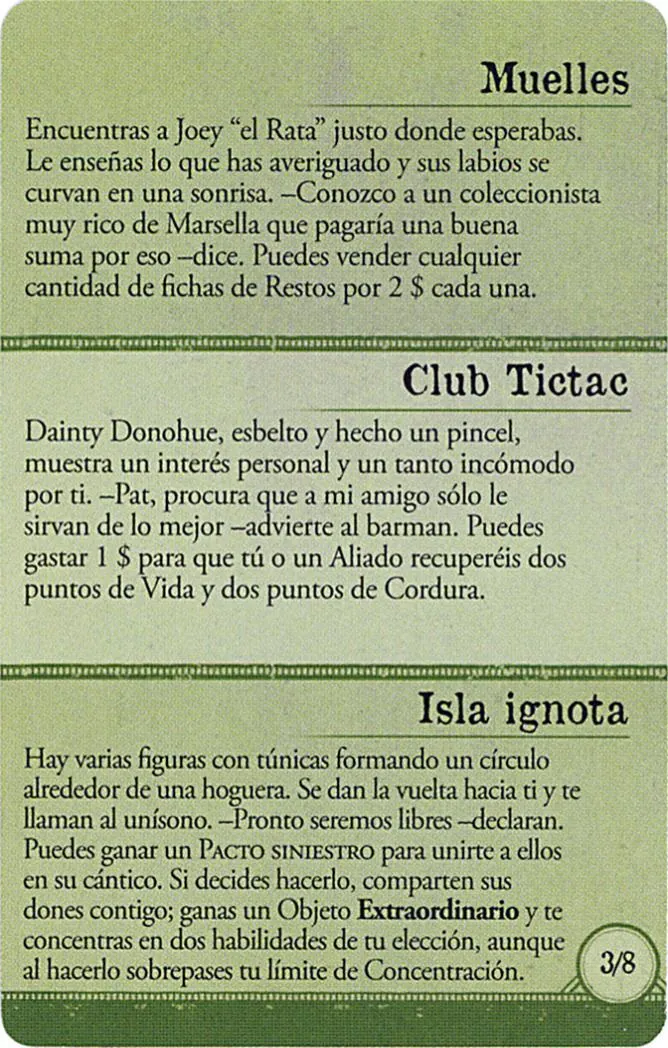 Muelles
Encuentras a Joey “el Rata” justo donde esperabas.
Le enseñas lo que has averiguado y sus labios se
curvan en una sonrisa. –Conozco a un coleccionista
muy rico de Marsella que pagaría una buena
suma por eso –dice. Puedes vender cualquier
cantidad de fichas de Restos por 2 $ cada una.
Club Tictac
Dainty Donohue, esbelto y hecho un pincel,
muestra un interés personal y un tanto incómodo
por ti. –Pat, procura que a mi amigo sólo le
sirvan de lo mejor –advierte al barman. Puedes
gastar 1 $ para que tú o un Aliado recuperéis dos
puntos de Vida y dos puntos de Cordura.
Isla ignota
Hay varias figuras con túnicas formando un círculo
alrededor de una hoguera. Se dan la vuelta hacia ti y te
llaman al unísono. –Pronto seremos libres –declaran.
Puedes ganar un PACTO SINIESTRO para unirte a ellos
en su cántico. Si decides hacerlo, comparten sus
dones contigo; ganas un Objeto Extraordinario y te
concentras en dos habilidades de tu elección, aunque
al hacerlo sobrepases tu límite de Concentración.
3/8